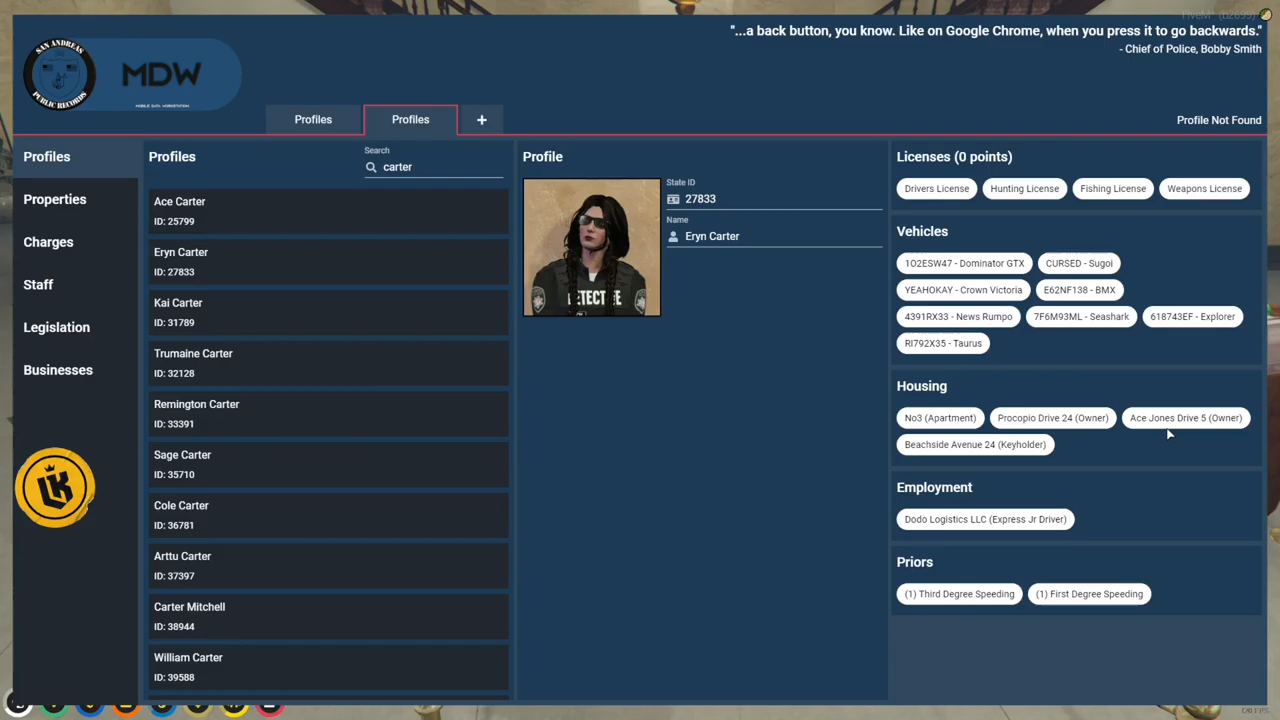 FiveM® (b2699)
"...a back button, you know. Like on Google Chrome, when you press it to go backwards."
- Chief of Police, Bobby Smith
SAN ANDREAS
PUBLIC RECORDS
MDW
MOBILE DATA WORKSTATION
Profiles
Profiles
+
Profile Not Found
Profiles
Properties
Charges
Staff
Legislation
Businesses
LK
Profiles
Search
carter
Ace Carter
ID: 25799
Eryn Carter
ID: 27833
Kai Carter
ID: 31789
Trumaine Carter
ID: 32128
Remington Carter
ID: 33391
Sage Carter
ID: 35710
Cole Carter
ID: 36781
Arttu Carter
ID: 37397
Carter Mitchell
ID: 38944
William Carter
ID: 39588
Profile
State ID
27833
Name
Eryn Carter
Licenses (0 points)
Drivers License
Hunting License
Fishing License
Weapons License
Vehicles
1O2ESW47 - Dominator GTX
CURSED - Sugoi
YEAHOKAY - Crown Victoria
E62NF138 - BMX
4391RX33 - News Rumpo
7F6M93ML - Seashark
618743EF - Explorer
RI792X35 - Taurus
Housing
No3 (Apartment)
Procopio Drive 24 (Owner)
Ace Jones Drive 5 (Owner)
Beachside Avenue 24 (Keyholder)
Employment
Dodo Logistics LLC (Express Jr Driver)
Priors
(1) Third Degree Speeding
(1) First Degree Speeding